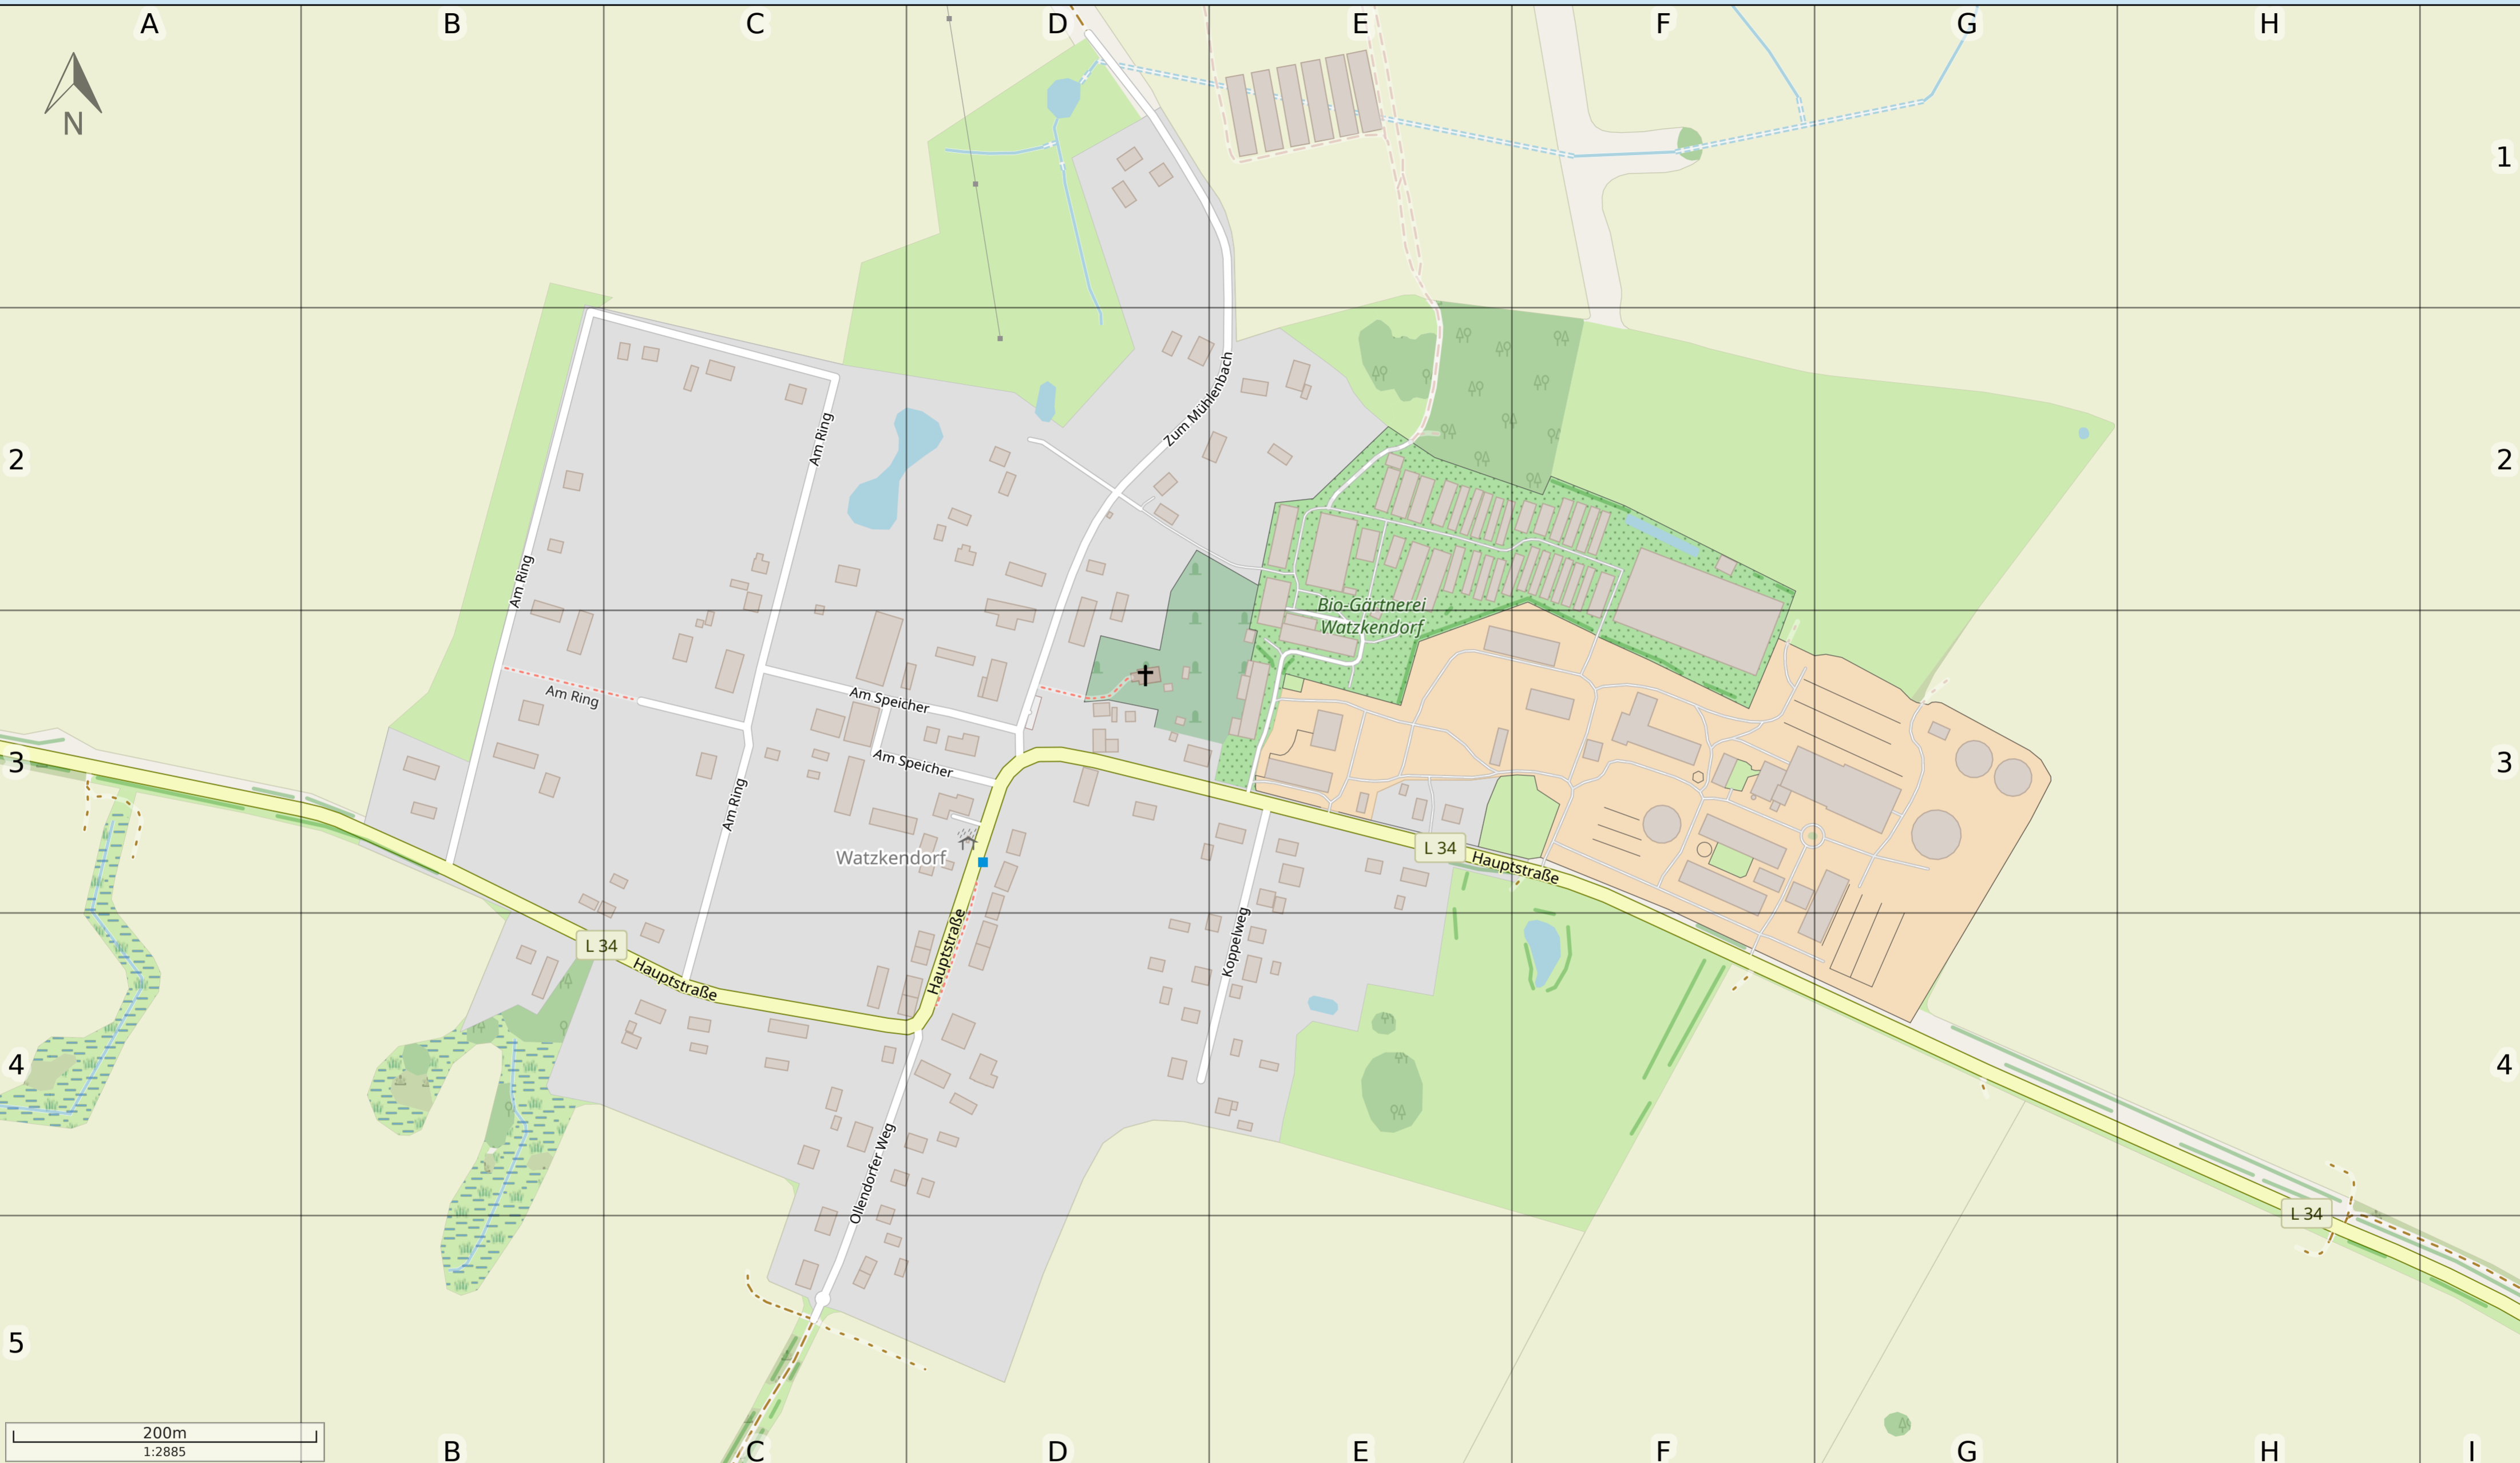 A
B
C
D
E
F
G
H
N
1
1
Zum Mühlenbach
Am Ring
2
2
Am Ring
Bio-Gärtnerei
Watzkendorf
Am Ring
Am Speicher
Am Speicher
3
3
Am Ring
L 34
Watzkendorf
Hauptstraße
L 34
Hauptstraße
Hauptstraße
Koppelweg
4
4
Ollendorfer Weg
L 34
5
200m
1:2885
B
C
D
E
F
G
H
I